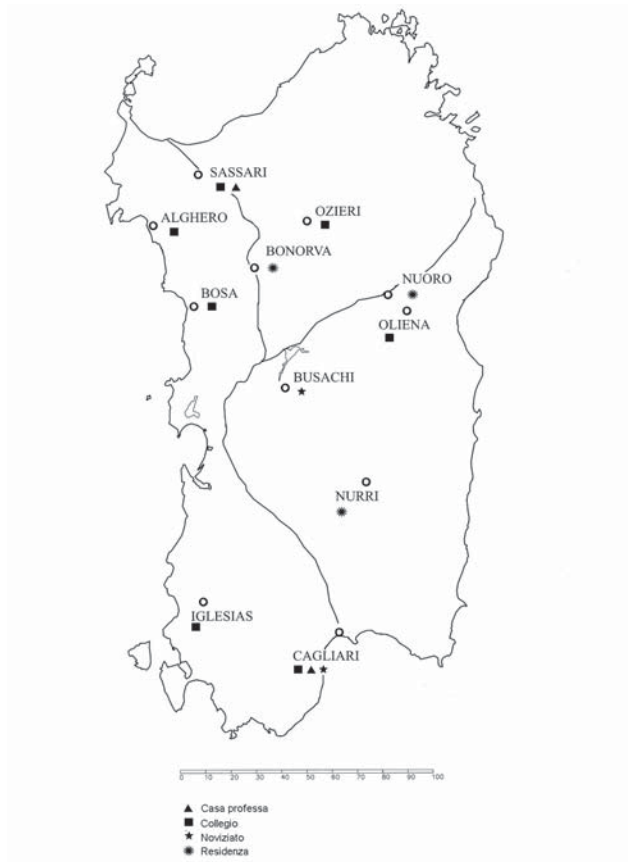 SASSARI
OZIERI
ALGHERO
BONORVA
NUORO
BOSA
OLIENA
BUSACHI
NURRI
IGLESIAS
CAGLIARI
0 10 20 30 40 50 60 70 80 90 100
Casa professa
Collegio
Noviziato
Residenza